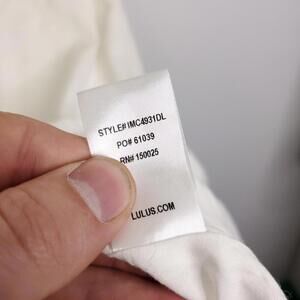 STYLE# IMC4931DL
PO# 61039
RN# 150025
LULUS.COM